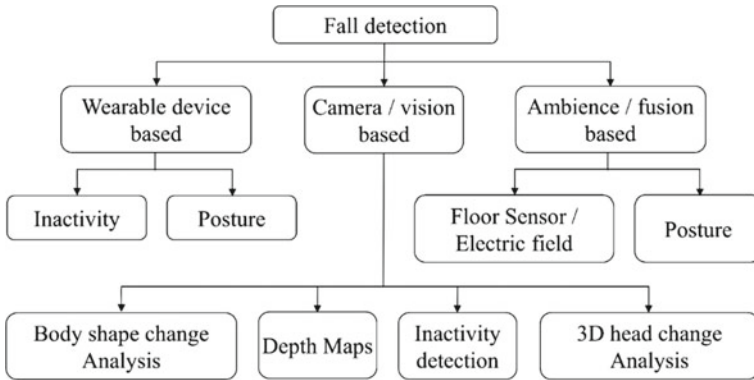 Fall detection
Wearable device
based
Camera / vision
based
Ambience / fusion
based
Inactivity
Posture
Floor Sensor /
Electric field
Posture
Body shape change
Analysis
Depth Maps
Inactivity
detection
3D head change
Analysis